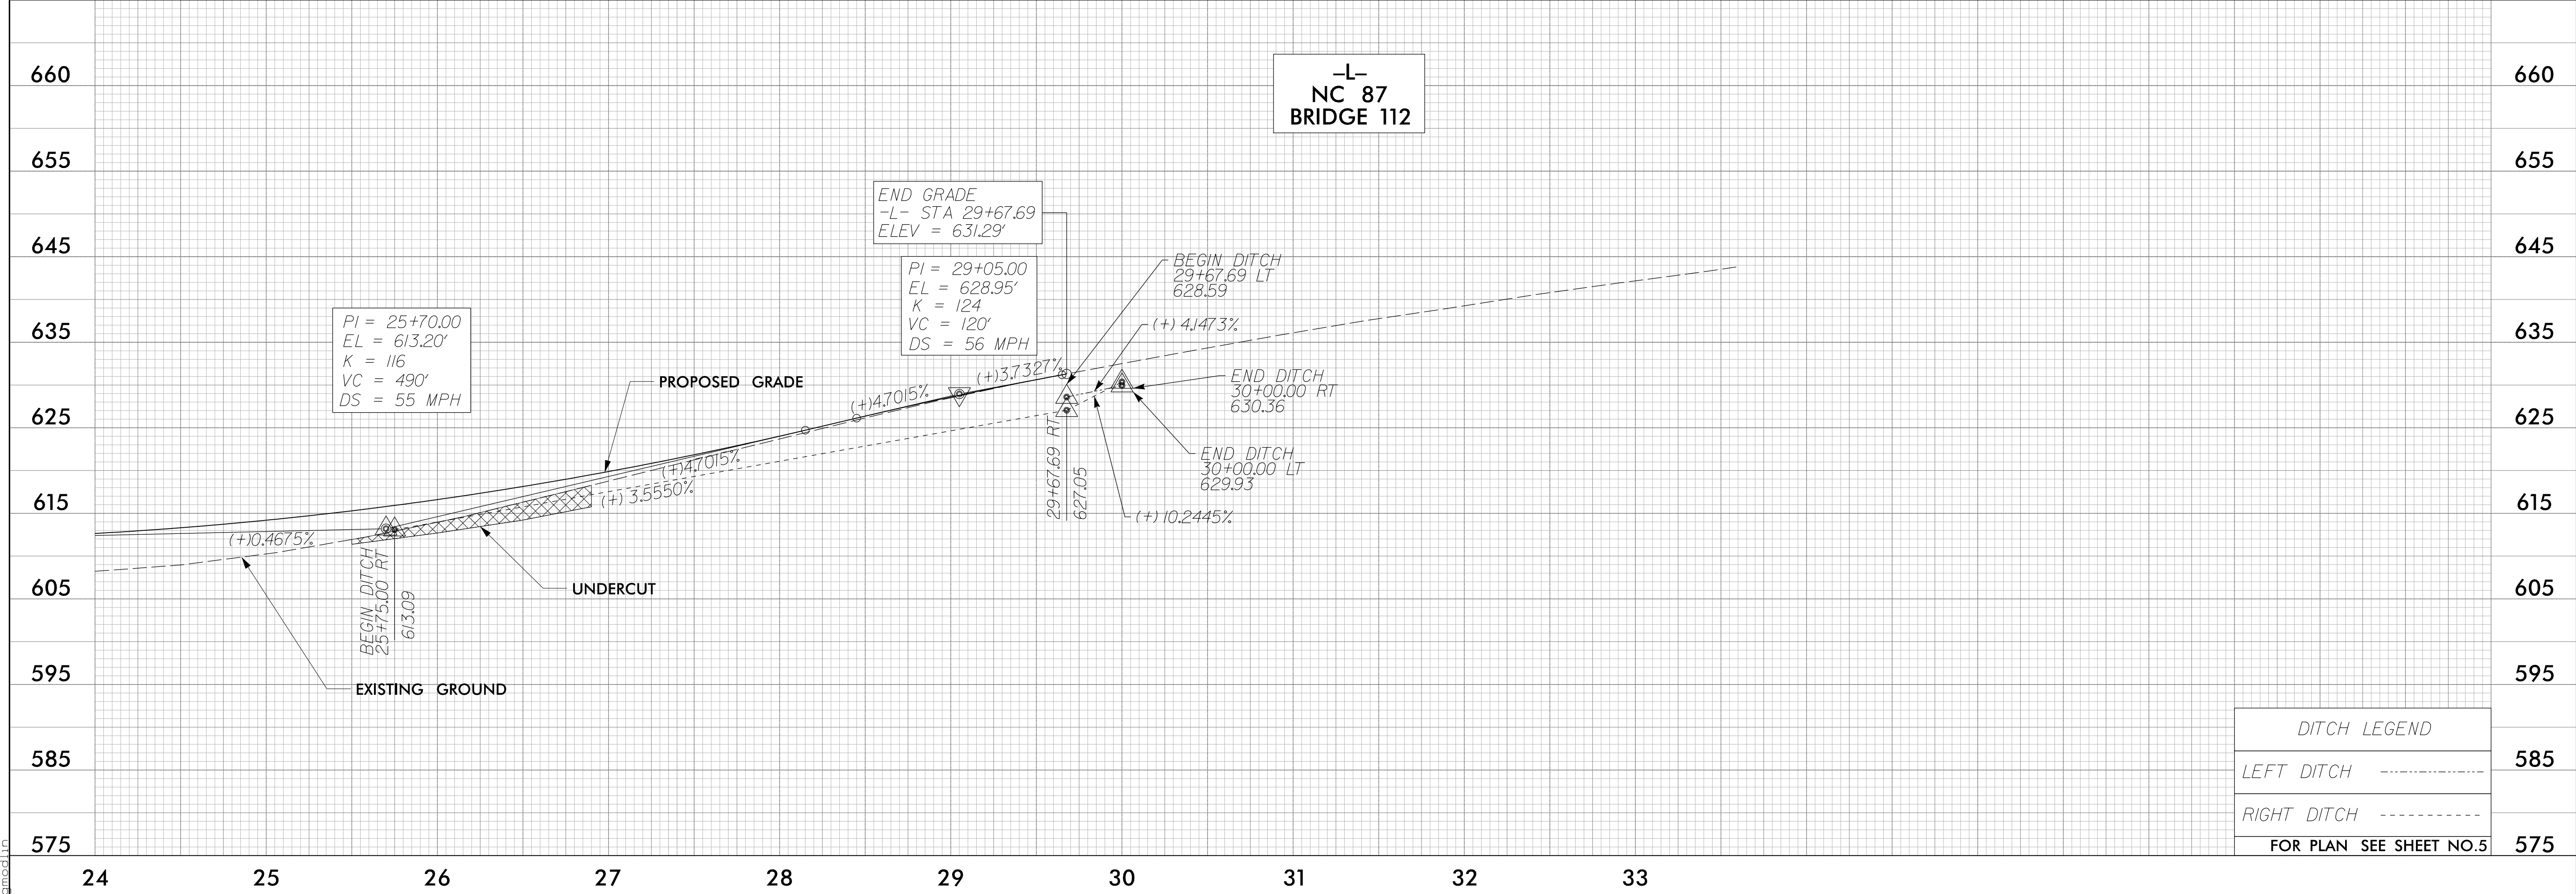 –L–
NC 87
BRIDGE 112
660
660
655
655
645
645
635
635
625
625
615
615
605
605
595
595
585
585
575
575
END GRADE
-L- STA 29+67.69
ELEV = 631.29'
PI = 29+05.00
EL = 628.95'
K = 124
VC = 120'
DS = 56 MPH
PI = 25+70.00
EL = 613.20'
K = 116
VC = 490'
DS = 55 MPH
BEGIN DITCH
29+67.69 LT
628.59
(+) 4.1473%
PROPOSED GRADE
(+)3.7327%
(+)4.7015%
END DITCH
30+00.00 RT
630.36
END DITCH
30+00.00 LT
629.93
(+)4.7015%
(+) 3.5550%
29+67.69 RT
627.05
(+) 10.2445%
(+)0.4675%
BEGIN DITCH
25+75.00 RT
613.09
UNDERCUT
EXISTING GROUND
DITCH LEGEND
LEFT DITCH
RIGHT DITCH
FOR PLAN SEE SHEET NO.5
24 25 26 27 28 29 30 31 32 33